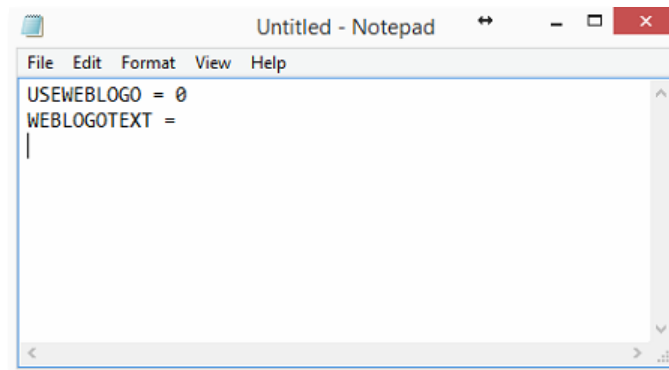 Untitled - Notepad
File Edit Format View Help
USEWEBLOGO = 0
WEBLOGOTEXT =